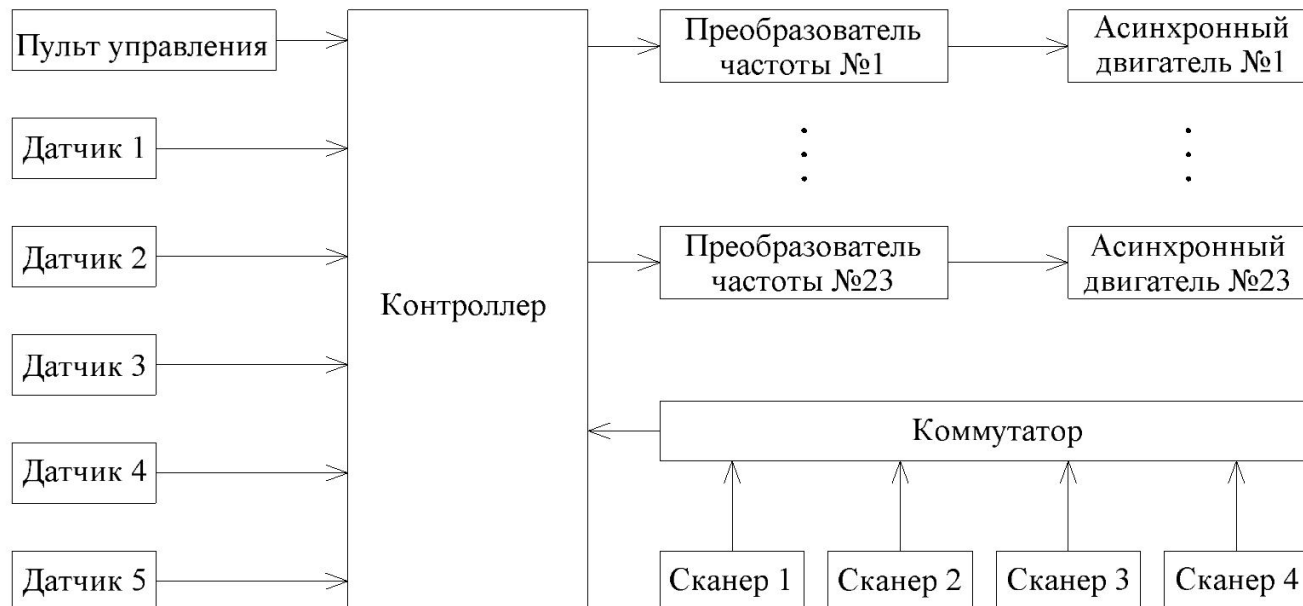 Пульт управления
Датчик 1
Датчик 2
Датчик 3
Датчик 4
Датчик 5
Контроллер
Преобразователь
частоты №1
Асинхронный
двигатель №1
Преобразователь
частоты №23
Асинхронный
двигатель №23
Коммутатор
Сканер 1
Сканер 2
Сканер 3
Сканер 4